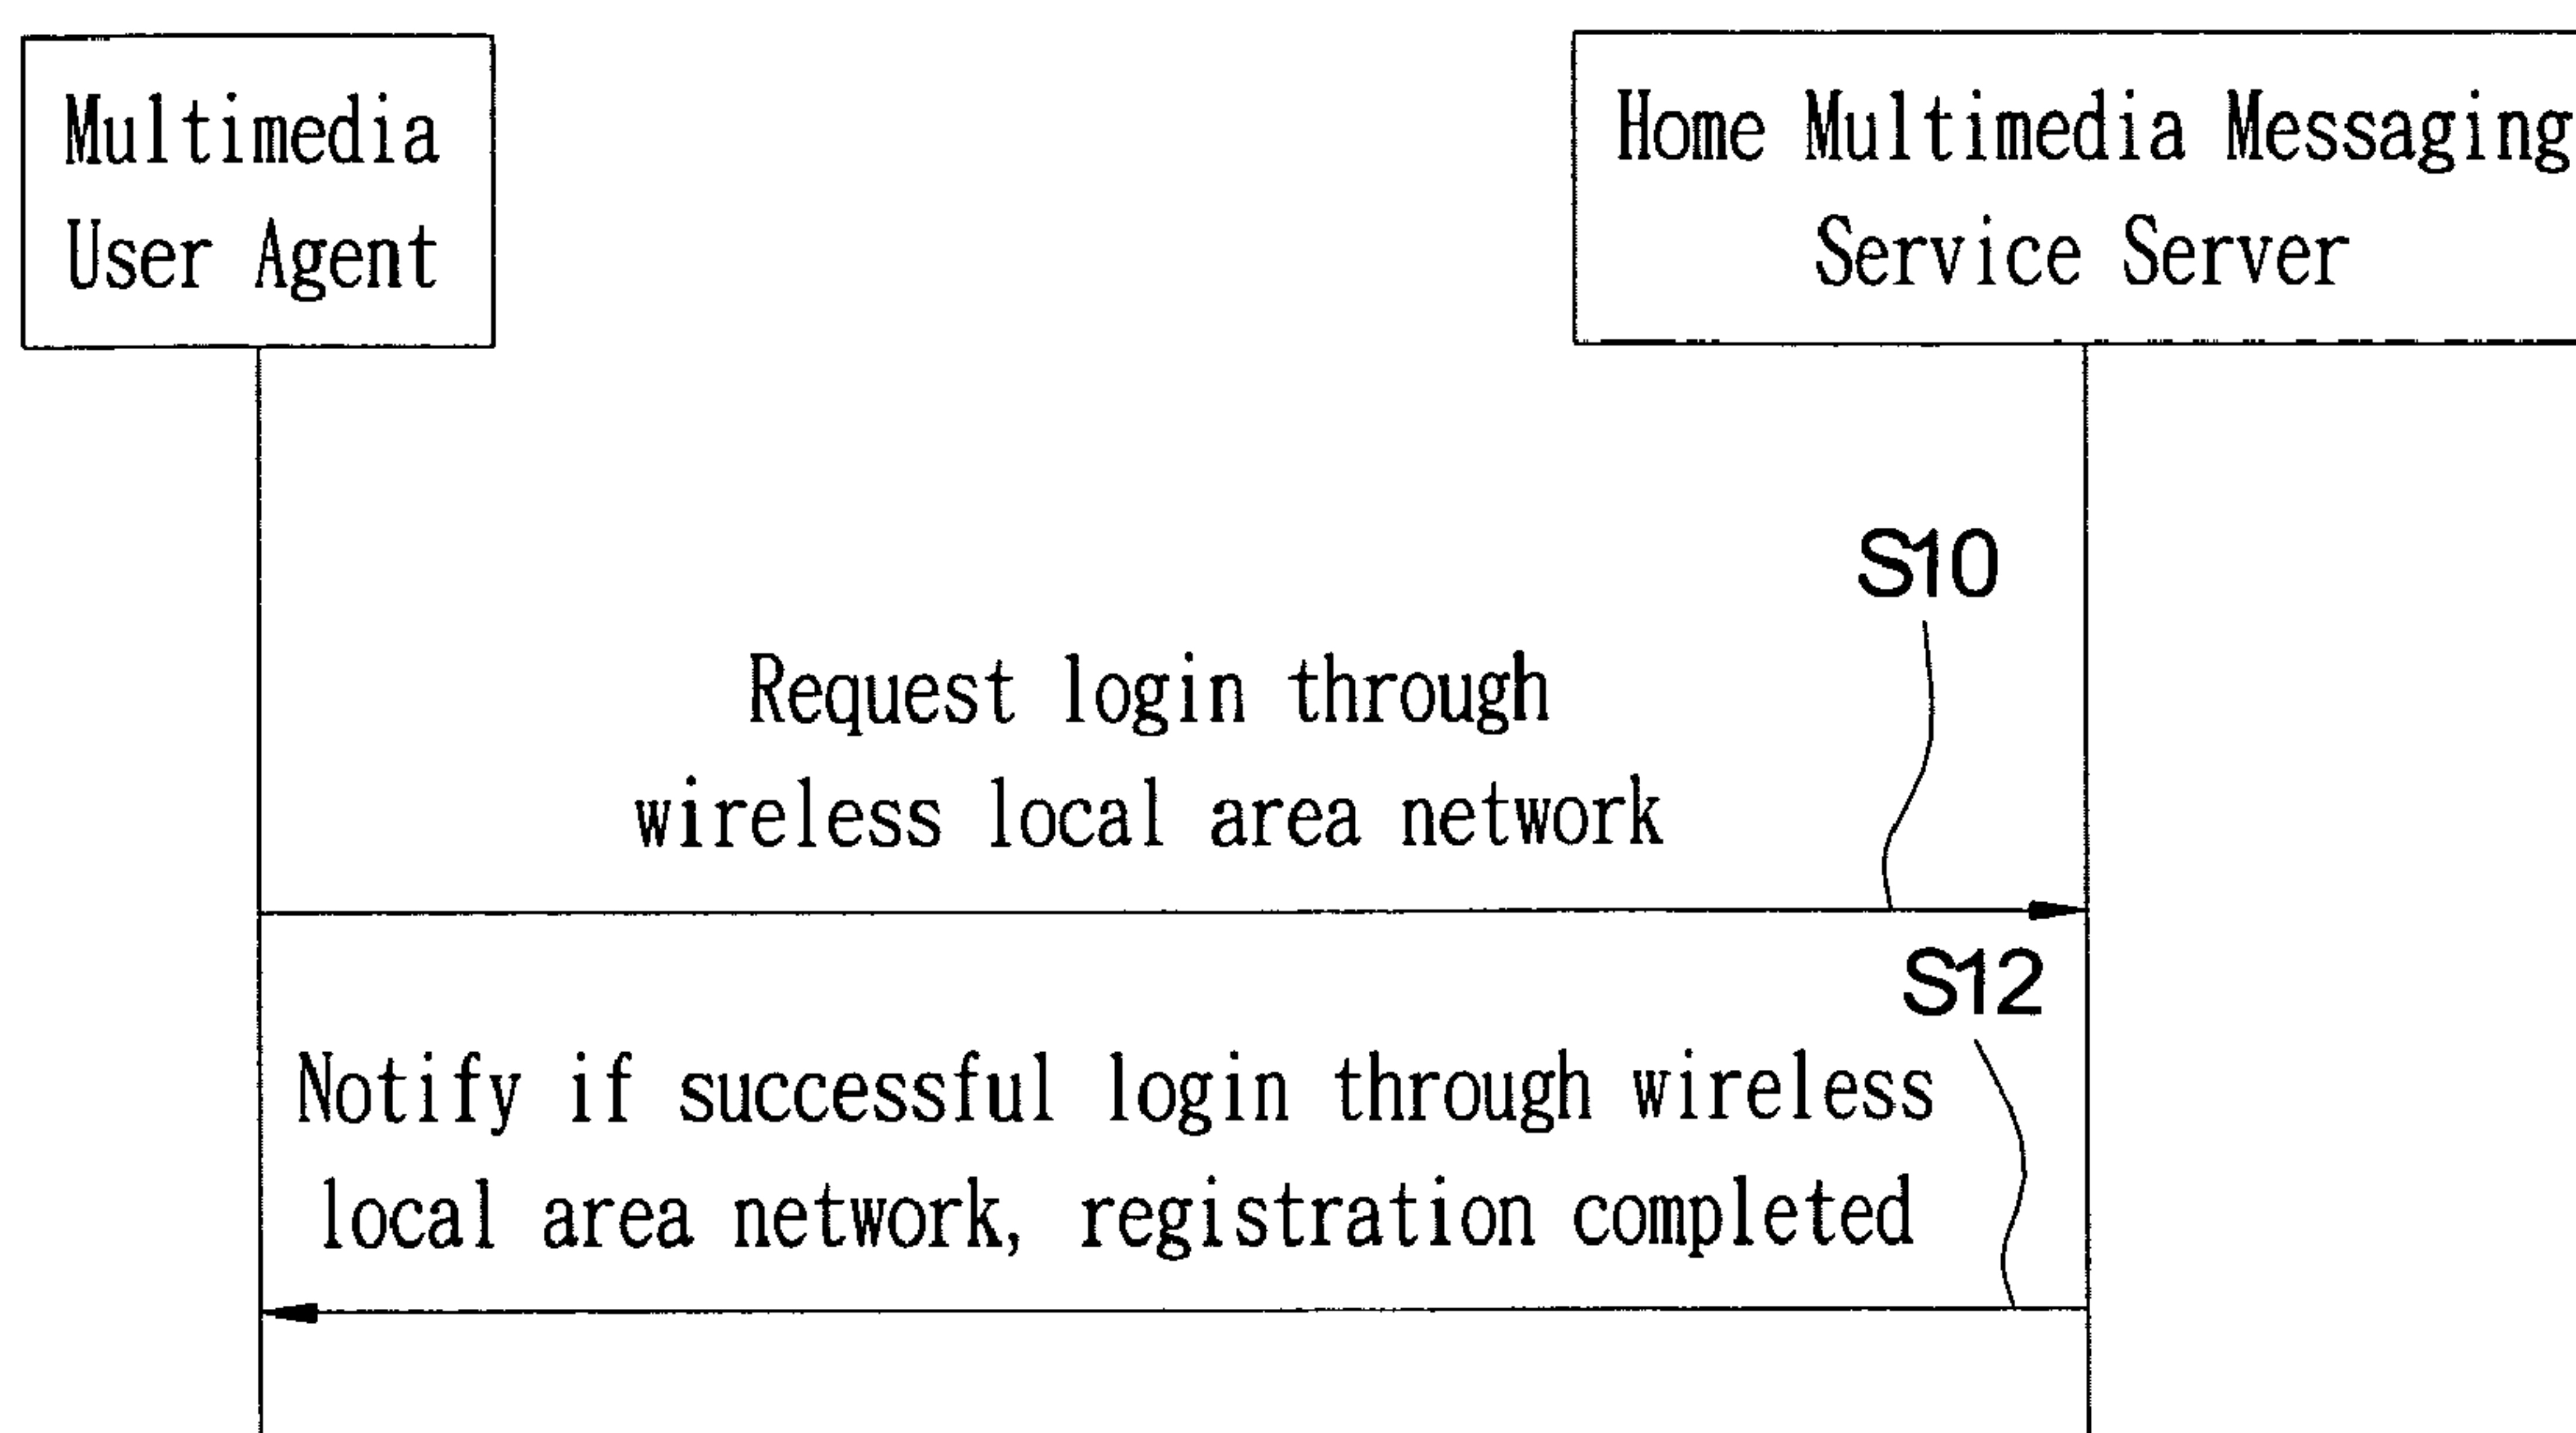 Multimedia
User Agent
Home Multimedia Messaging
Service Server
S10
Request login through
wireless local area network
S12
Notify if successful login through wireless
local area network, registration completed